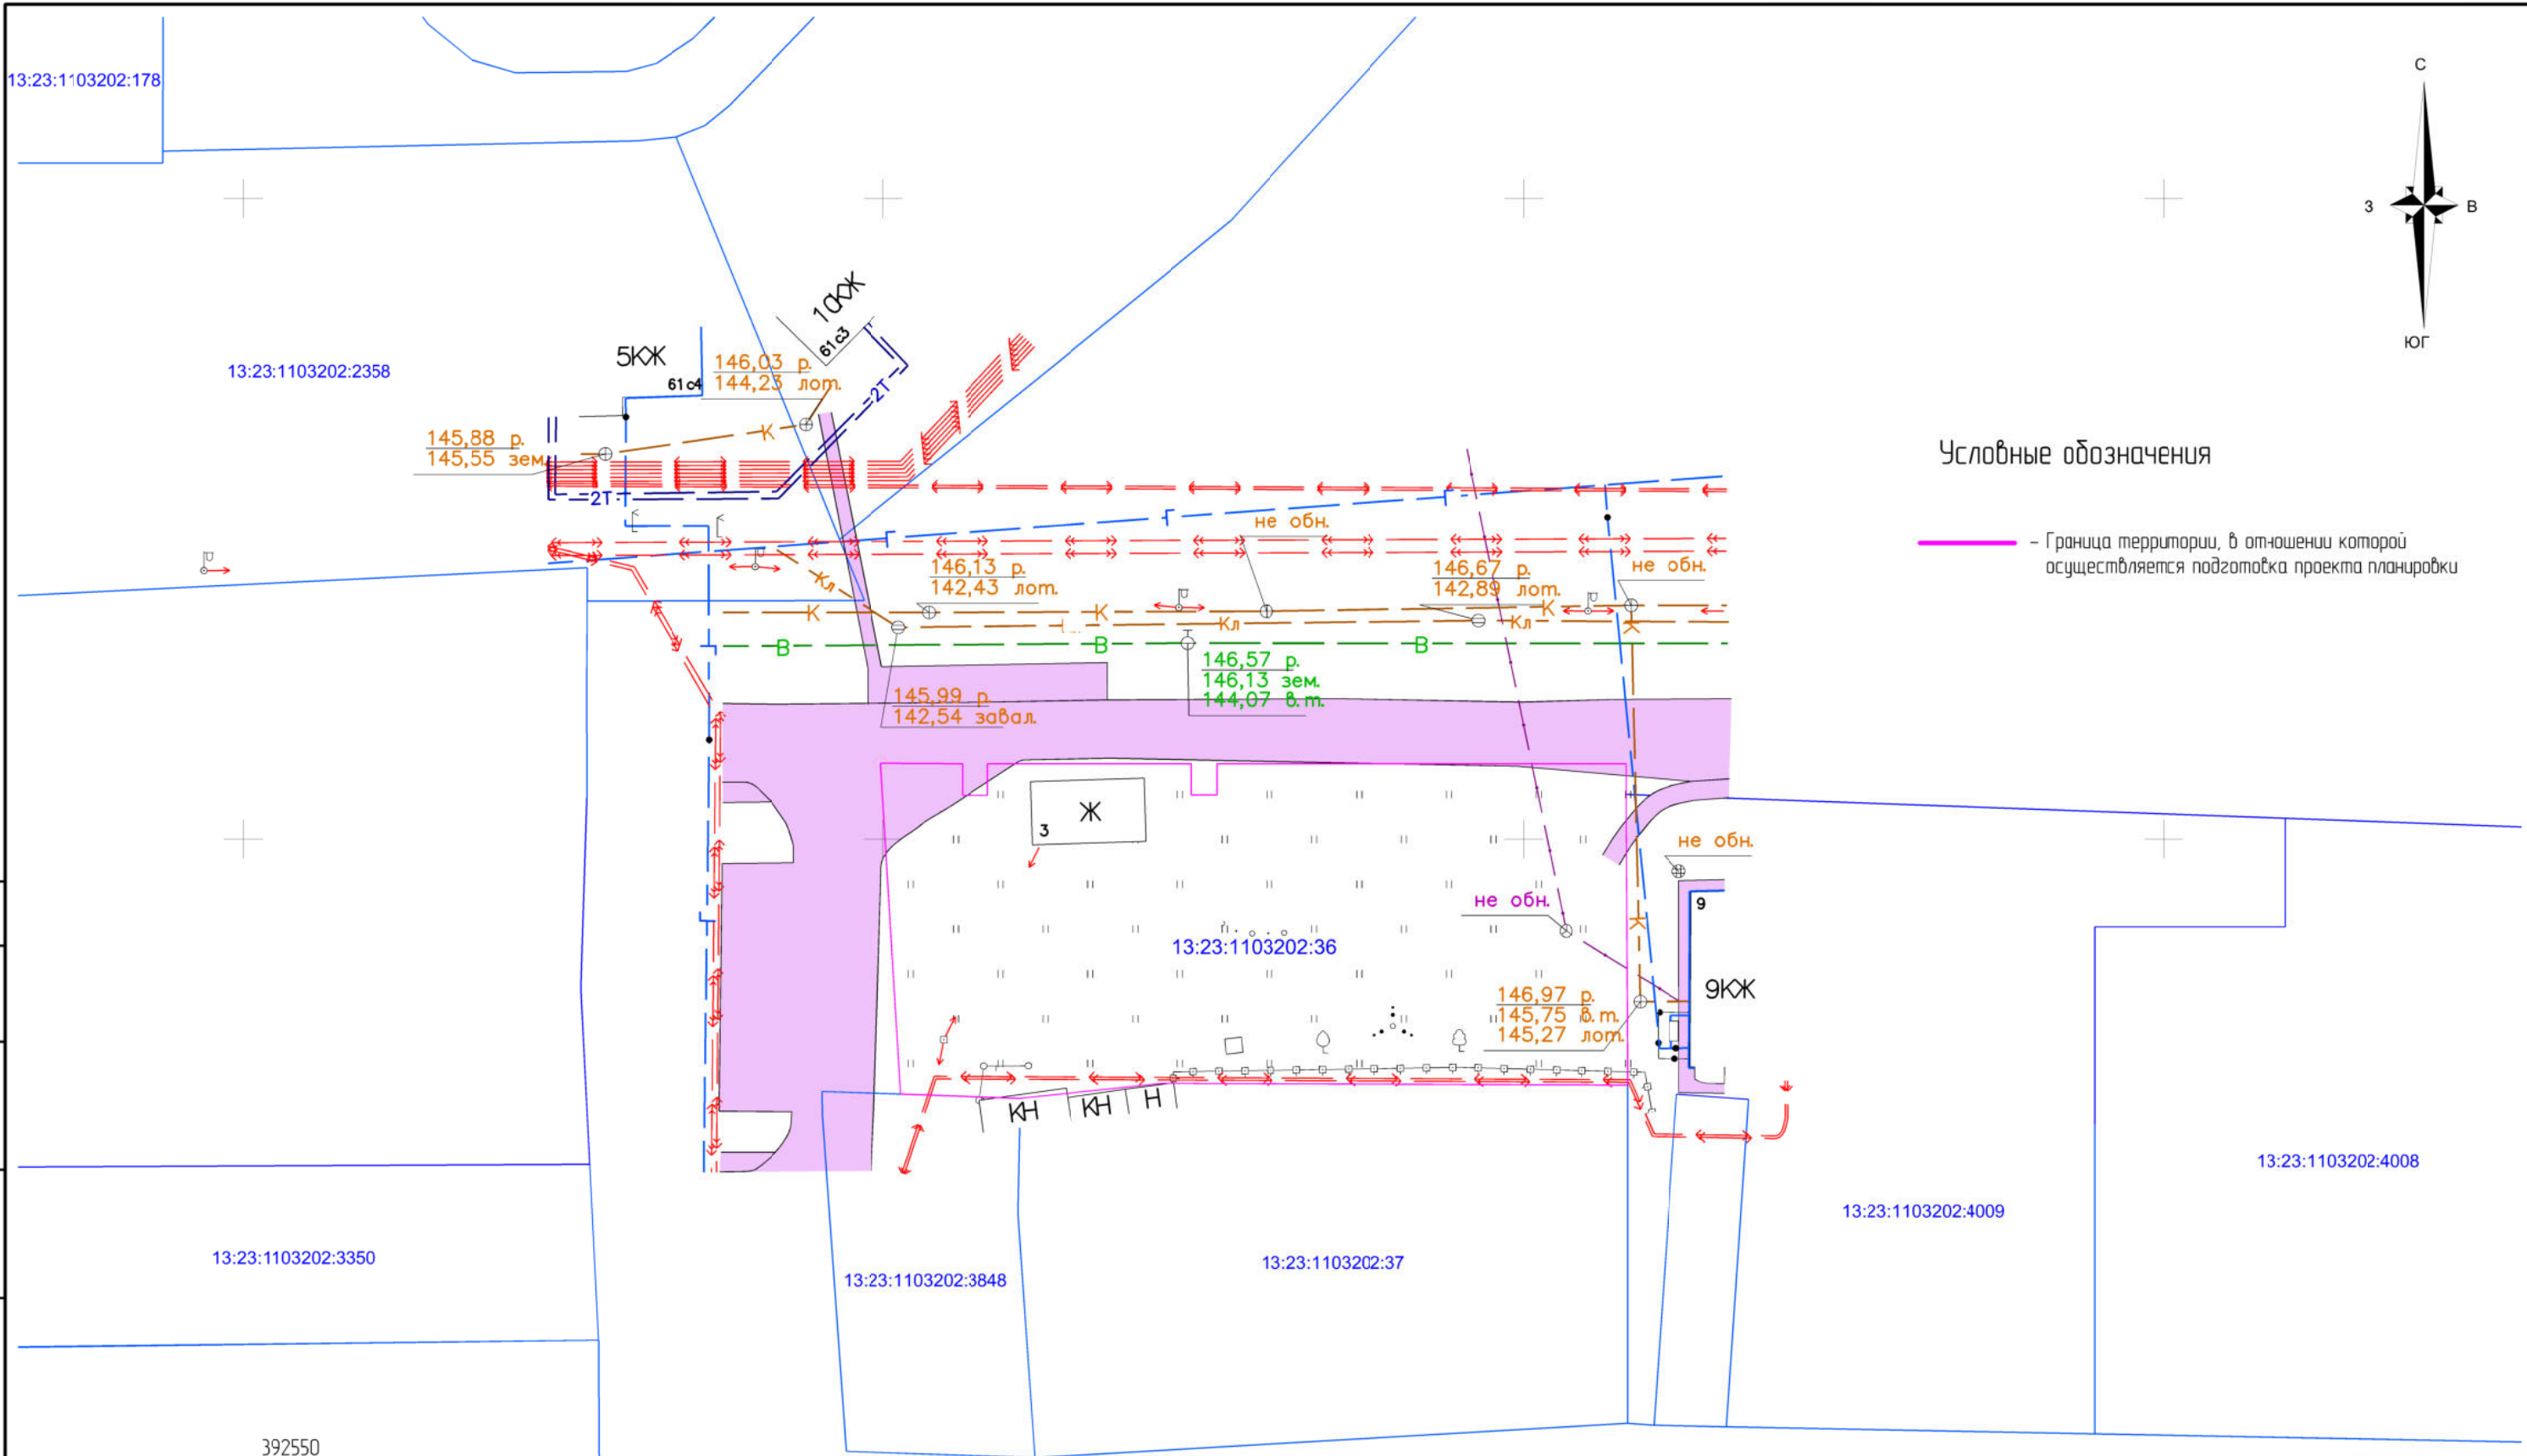 13:23:1103202:178
С
З
В
ЮГ
10КЖ
61с3
5КЖ
61с4
146,03 р.
144,23 лот.
13:23:1103202:2358
2Т
К
145,88 р.
145,55 зем.
2Т
Условные обозначения
– Граница территории, в отношении которой
осуществляется подготовка проекта планировки
Г
Г
Г
не обн.
146,13 р.
142,43 лот.
146,67 р.
142,89 лот.
не обн.
Кл
К
К
К
Кл
Кл
К
В
В
В
146,57 р.
146,13 зем.
144,07 в.т.
145,99 р.
142,54 завал.
Ж
3
не обн.
не обн.
9
К
13:23:1103202:36
9КЖ
146,97 р.
145,75 в.т.
145,27 лот.
КН
КН
Н
13:23:1103202:4008
13:23:1103202:4009
13:23:1103202:3350
13:23:1103202:3848
13:23:1103202:37
392550